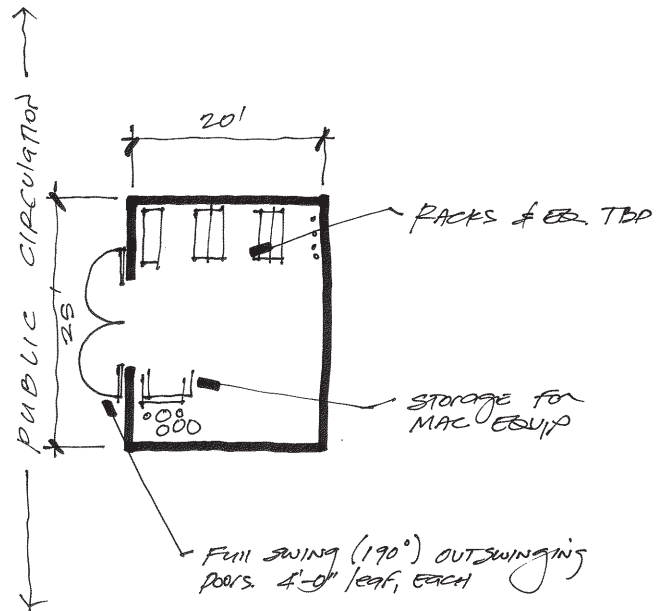 20'
PUBLIC CIRCULATION
25'
RACKS & EQ. TBD
STORAGE FOR
MAC EQUIP
FULL SWING (190°) OUTSWINGING
DOORS. 4'-0" leaf, EACH